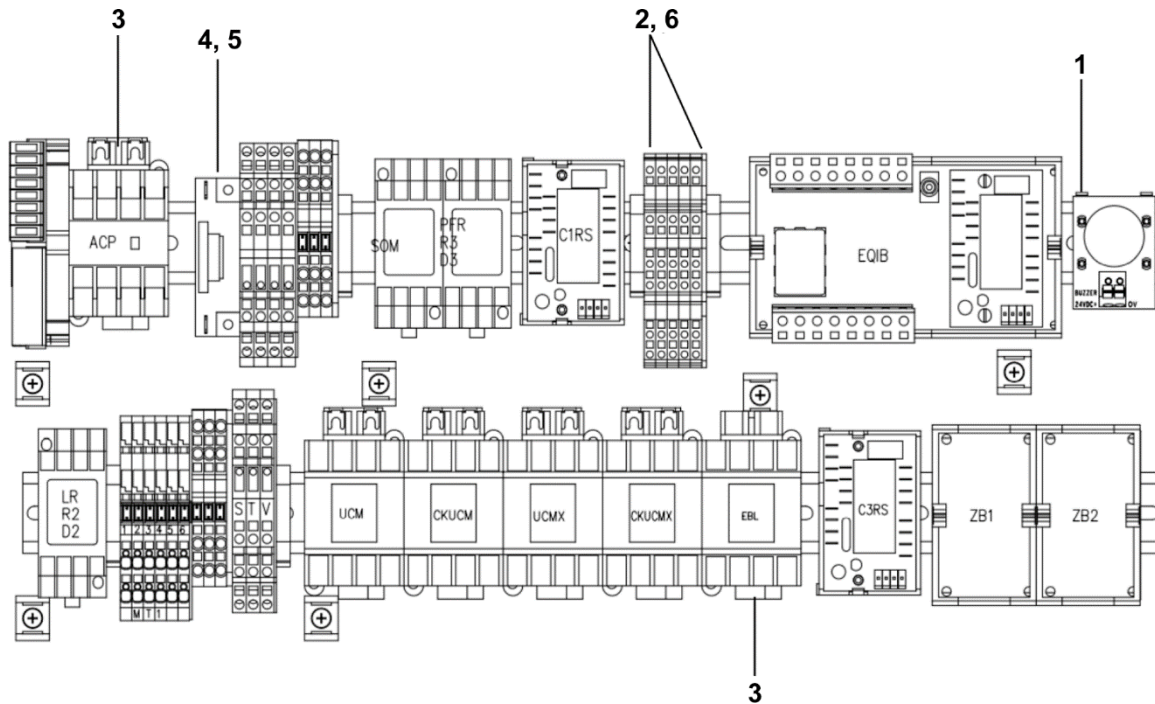 3
4, 5
2, 6
1
ACP
SOM
PFR
R3
D3
C1RS
EQIB
BUZZER
24VDC+
0V
LR
R2
D2
1 2 3 4 5 6
M T 1
S T V
UCM
CKUCM
UCMX
CKUCMX
EBL
C3RS
ZB1
ZB2
3